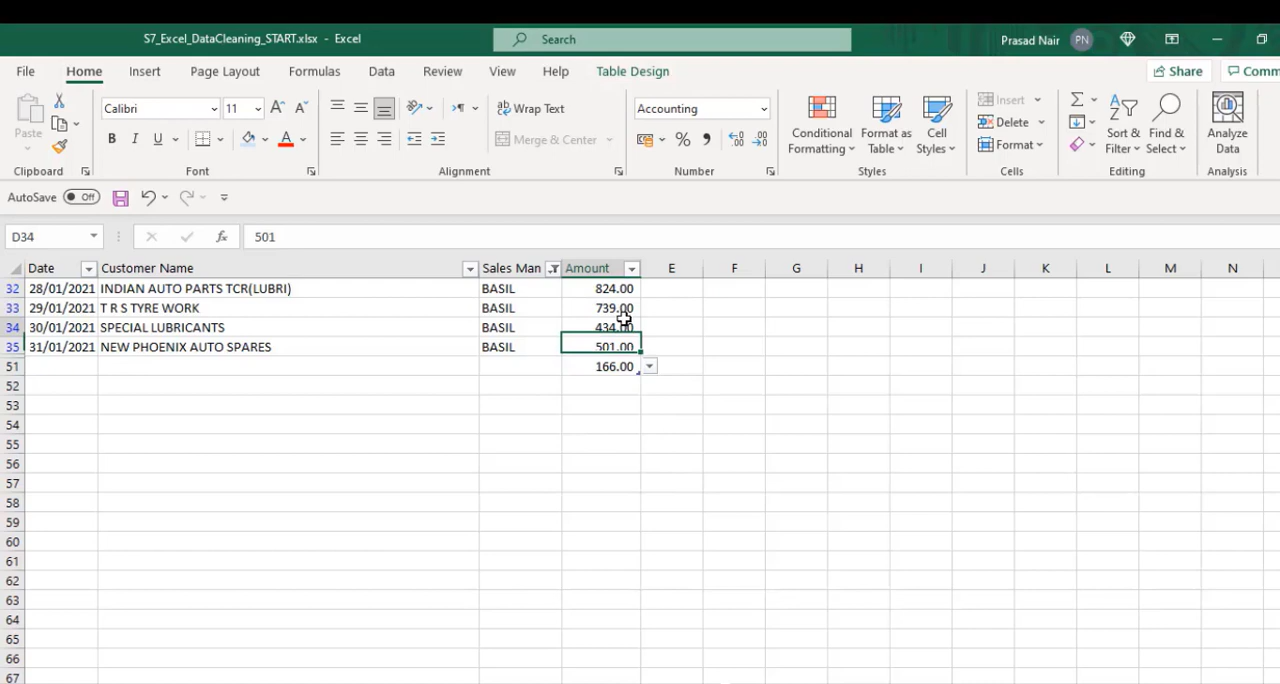 S7_Excel_DataCleaning_START.xlsx - Excel
Search
Prasad Nair
PN
File Home Insert Page Layout Formulas Data Review View Help Table Design
Share
Comm
Paste
Calibri
11
Wrap Text
Merge & Center
Accounting
Conditional Formatting
Format as Table
Cell Styles
Insert
Delete
Format
Sort & Filter
Find & Select
Analyze Data
Clipboard Font Alignment Number Styles Cells Editing Analysis
AutoSave Off
D34
fx
501
Date Customer Name Sales Man Amount E F G H I J K L M N
32 28/01/2021 INDIAN AUTO PARTS TCR(LUBRI) BASIL 824.00
33 29/01/2021 T R S TYRE WORK BASIL 739.00
34 30/01/2021 SPECIAL LUBRICANTS BASIL 434.00
35 31/01/2021 NEW PHOENIX AUTO SPARES BASIL 501.00
51 166.00
52
53
54
55
56
57
58
59
60
61
62
63
64
65
66
67